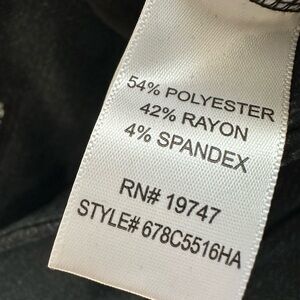 54% POLYESTER
42% RAYON
4% SPANDEX
RN# 19747
STYLE# 678C5516HA